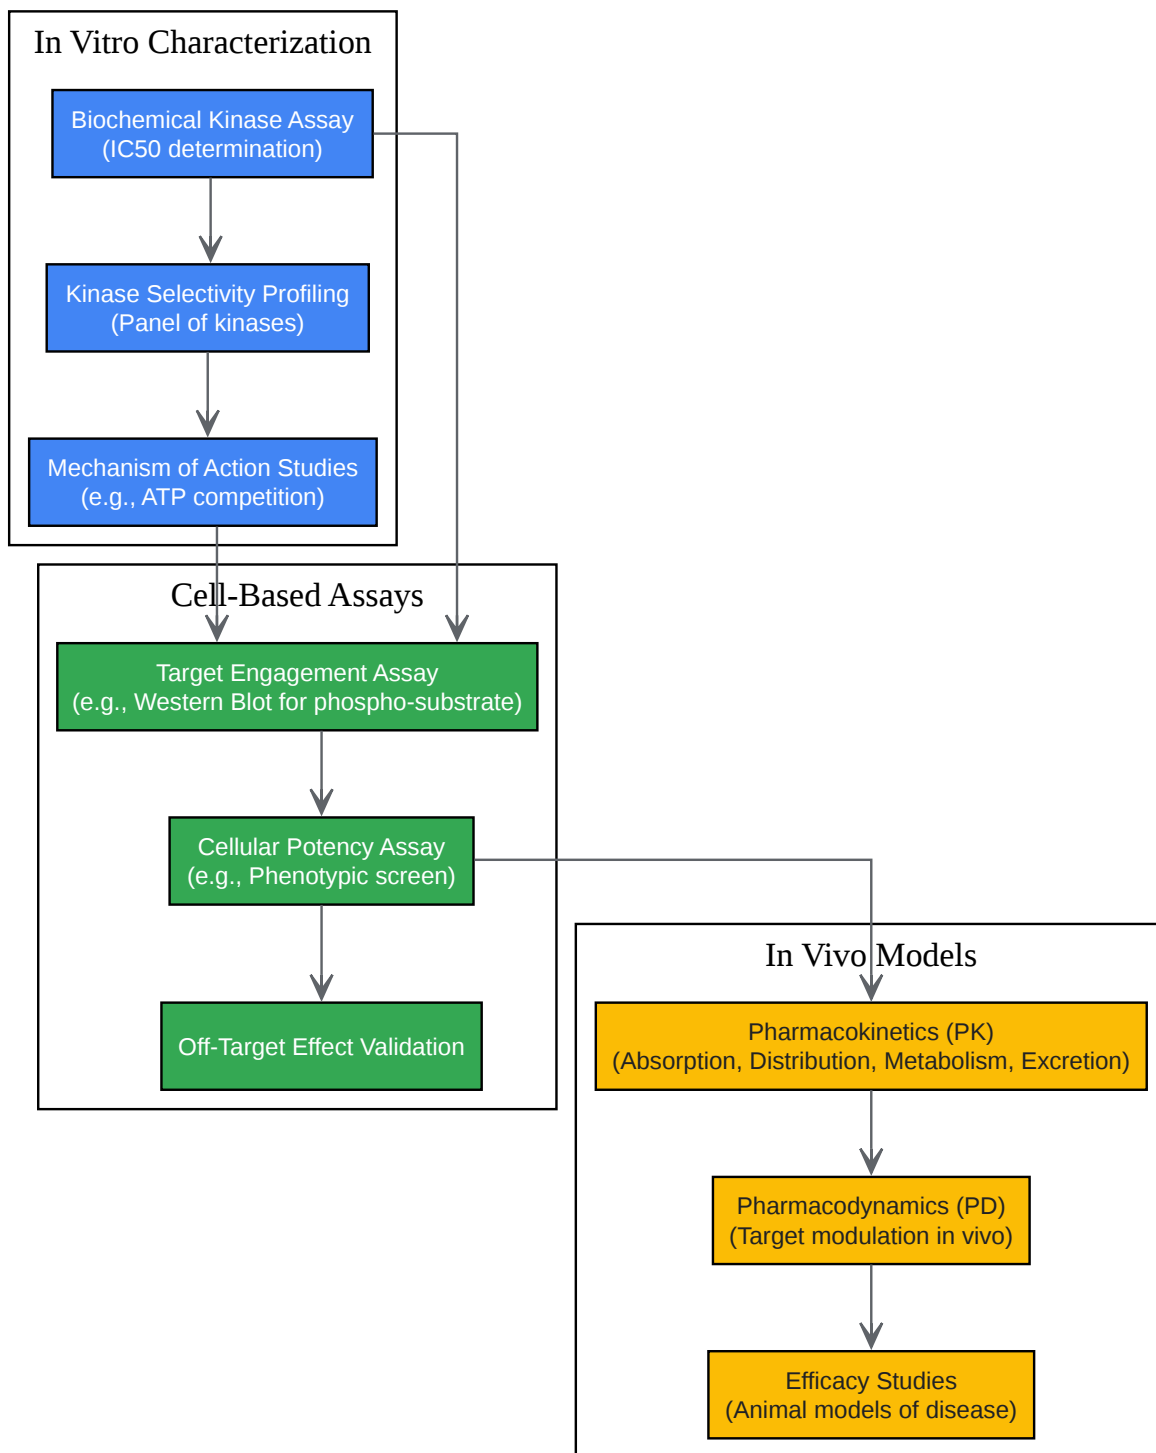 In Vitro Characterization
Biochemical Kinase Assay
(IC50 determination)
Kinase Selectivity Profiling
(Panel of kinases)
Mechanism of Action Studies
(e.g., ATP competition)
Cell-Based Assays
Target Engagement Assay
(e.g., Western Blot for phospho-substrate)
Cellular Potency Assay
(e.g., Phenotypic screen)
Off-Target Effect Validation
In Vivo Models
Pharmacokinetics (PK)
(Absorption, Distribution, Metabolism, Excretion)
Pharmacodynamics (PD)
(Target modulation in vivo)
Efficacy Studies
(Animal models of disease)